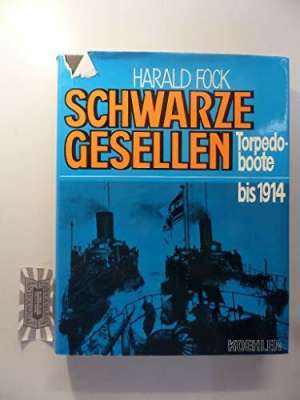 HARALD FOCK
SCHWARZE
GESELLEN
Torpedo-
boote
bis 1914
KOEHLER